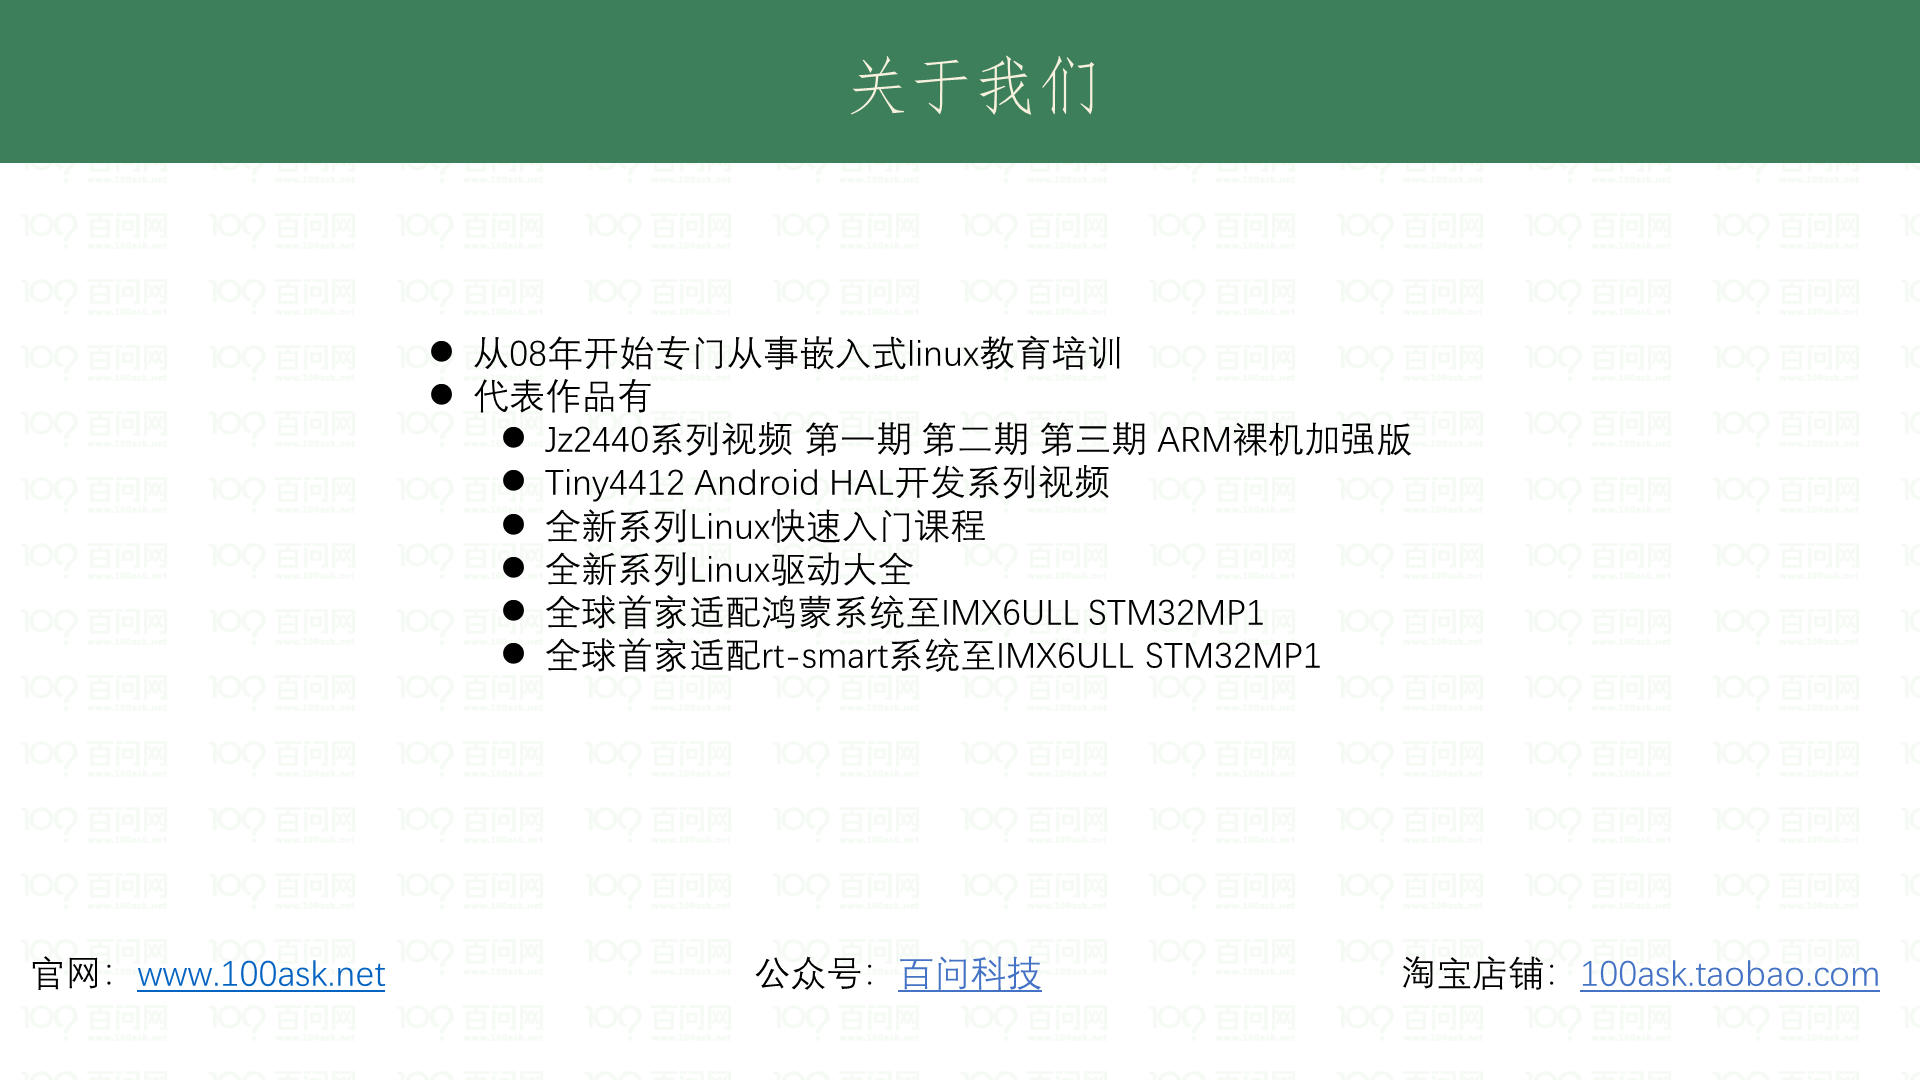 关于我们
从08年开始专门从事嵌入式linux教育培训
代表作品有
Jz2440系列视频 第一期 第二期 第三期 ARM裸机加强版
Tiny4412 Android HAL开发系列视频
全新系列Linux快速入门课程
全新系列Linux驱动大全
全球首家适配鸿蒙系统至IMX6ULL STM32MP1
全球首家适配rt-smart系统至IMX6ULL STM32MP1
官网：www.100ask.net 公众号：百问科技 淘宝店铺：100ask.taobao.com